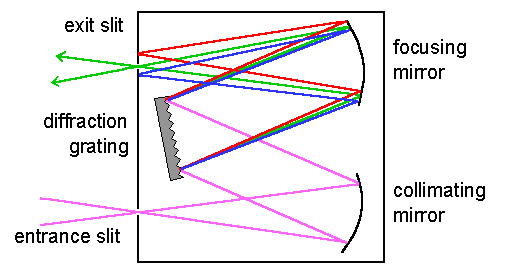 exit slit
focusing
mirror
diffraction
grating
collimating
mirror
entrance slit